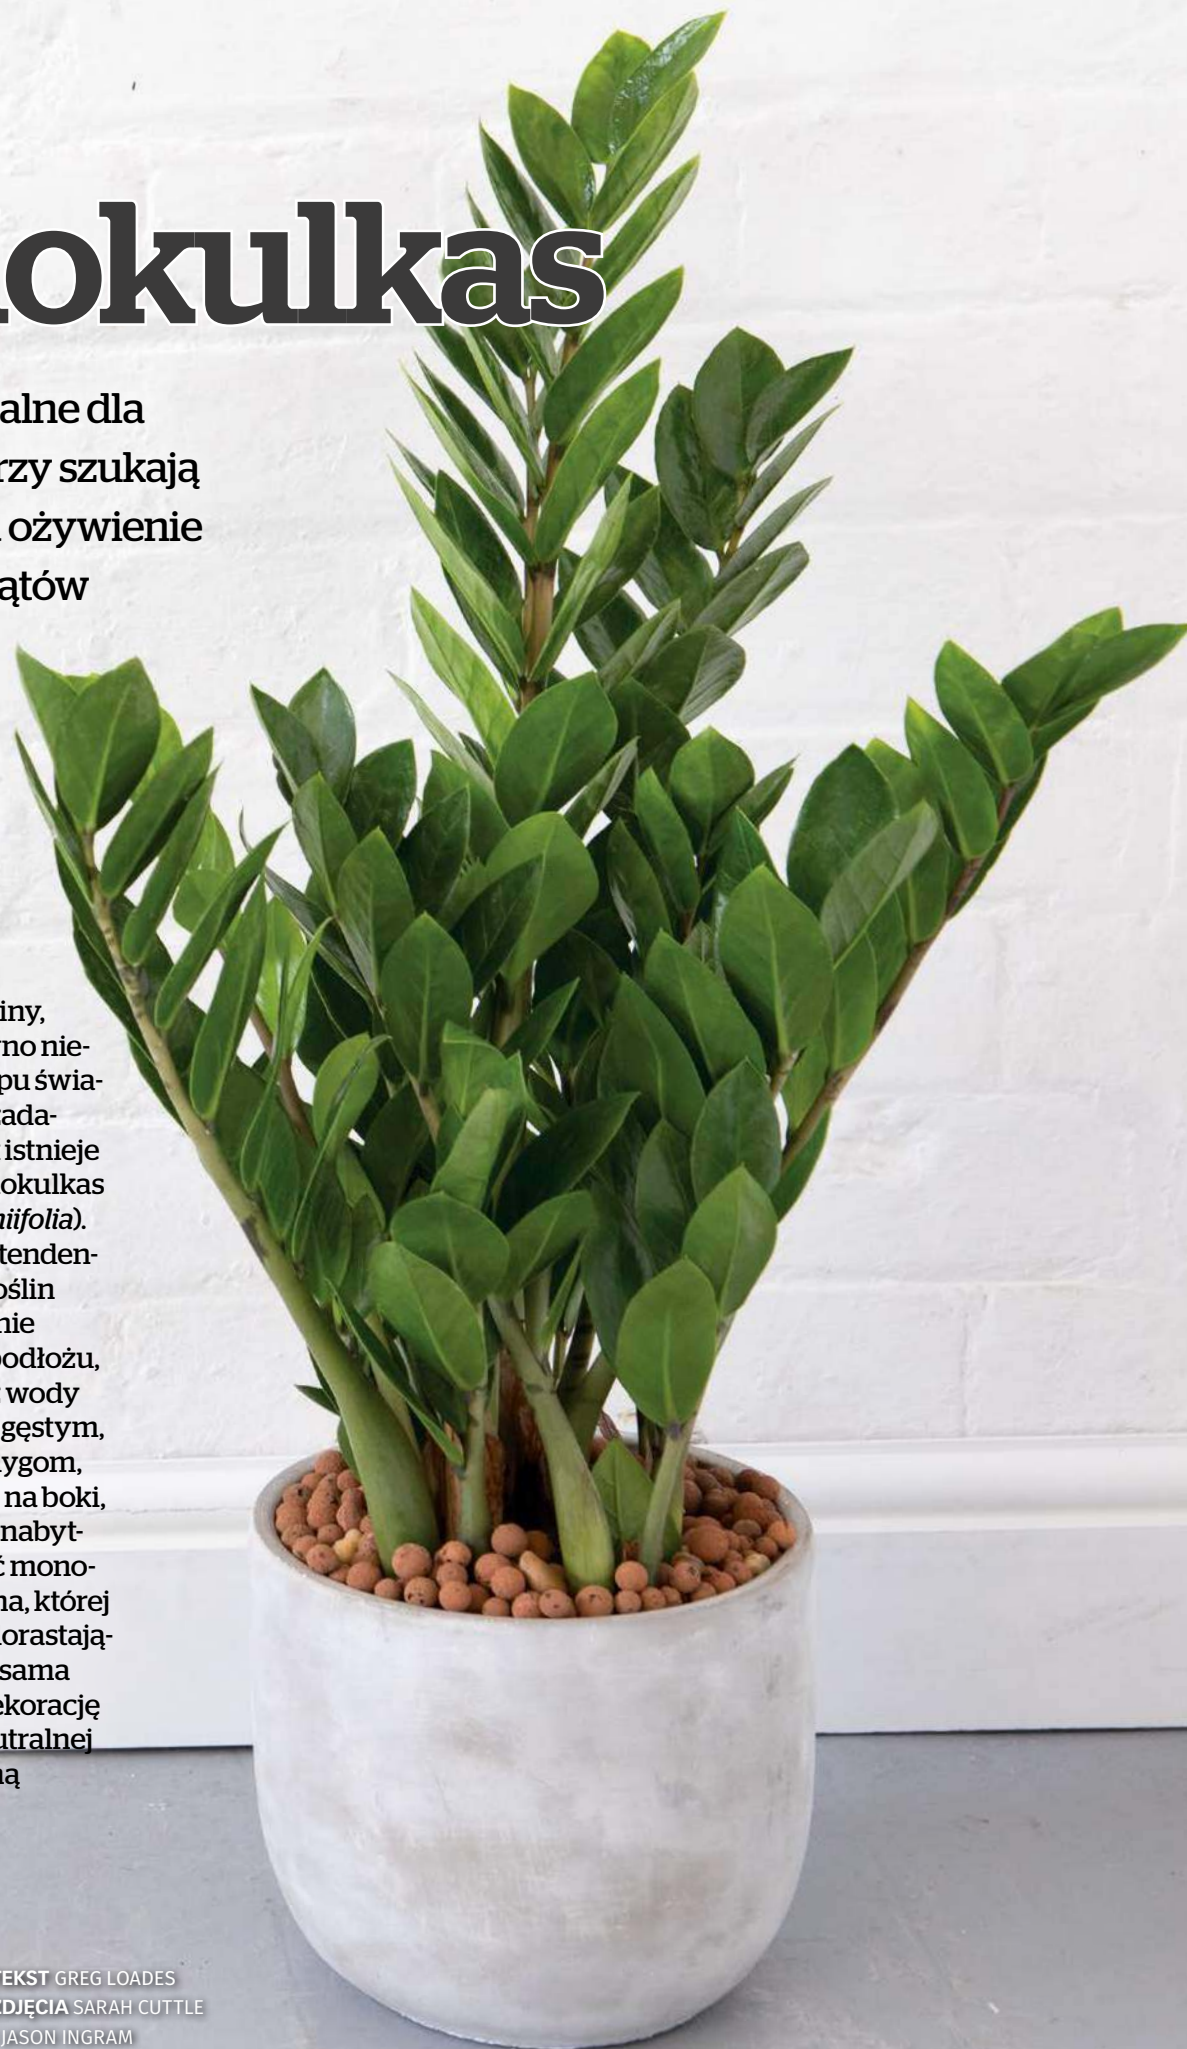 okulkas
alne dla
rzy szukają
ożywienie
ątów
iny,
no nie-
pu świa-
ada-
istnieje
okulkas
niifolia).
tenden-
oślin
nie
podłożu,
wody
gęstym,
ygom,
na boki,
nabyt-
ć mono-
na, której
orastają-
sama
ekorację
utralnej
ną
TEKST GREG LOADES
ZDJĘCIA SARAH CUTTLE
JASON INGRAM